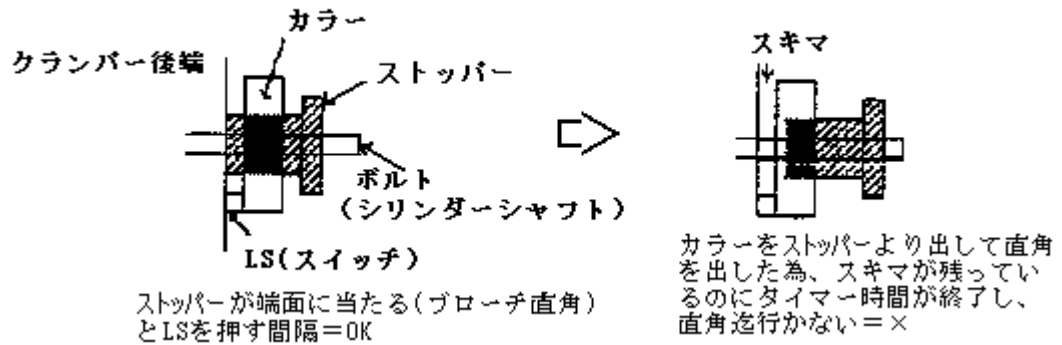 カラー
クランパー後端
ストッパー
ボルト
(シリンダーシャフト)
LS(スイッチ)
ストッパーが端面に当たる(ブローチ直角)
とLSを押す間隔=OK
スキマ
カラーをストッパーより出して直角
を出した為、スキマが残ってい
るのにタイマー時間が終了し、
直角迄行かない=×